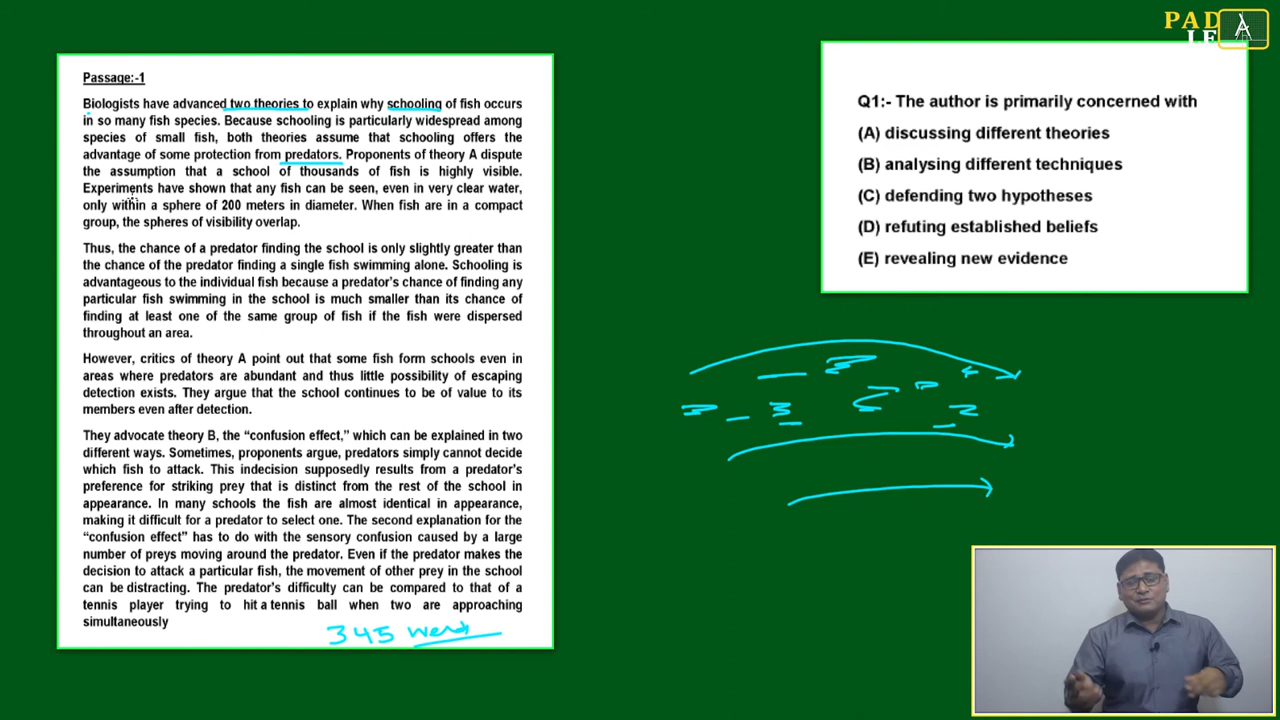 PAD
LE
Passage:-1
Biologists have advanced two theories to explain why schooling of fish occurs
in so many fish species. Because schooling is particularly widespread among
species of small fish, both theories assume that schooling offers the
advantage of some protection from predators. Proponents of theory A dispute
the assumption that a school of thousands of fish is highly visible.
Experiments have shown that any fish can be seen, even in very clear water,
only within a sphere of 200 meters in diameter. When fish are in a compact
group, the spheres of visibility overlap.
Thus, the chance of a predator finding the school is only slightly greater than
the chance of the predator finding a single fish swimming alone. Schooling is
advantageous to the individual fish because a predator's chance of finding any
particular fish swimming in the school is much smaller than its chance of
finding at least one of the same group of fish if the fish were dispersed
throughout an area.
However, critics of theory A point out that some fish form schools even in
areas where predators are abundant and thus little possibility of escaping
detection exists. They argue that the school continues to be of value to its
members even after detection.
They advocate theory B, the “confusion effect,” which can be explained in two
different ways. Sometimes, proponents argue, predators simply cannot decide
which fish to attack. This indecision supposedly results from a predator's
preference for striking prey that is distinct from the rest of the school in
appearance. In many schools the fish are almost identical in appearance,
making it difficult for a predator to select one. The second explanation for the
“confusion effect” has to do with the sensory confusion caused by a large
number of preys moving around the predator. Even if the predator makes the
decision to attack a particular fish, the movement of other prey in the school
can be distracting. The predator's difficulty can be compared to that of a
tennis player trying to hit a tennis ball when two are approaching
simultaneously
345
Q1:- The author is primarily concerned with
(A) discussing different theories
(B) analysing different techniques
(C) defending two hypotheses
(D) refuting established beliefs
(E) revealing new evidence